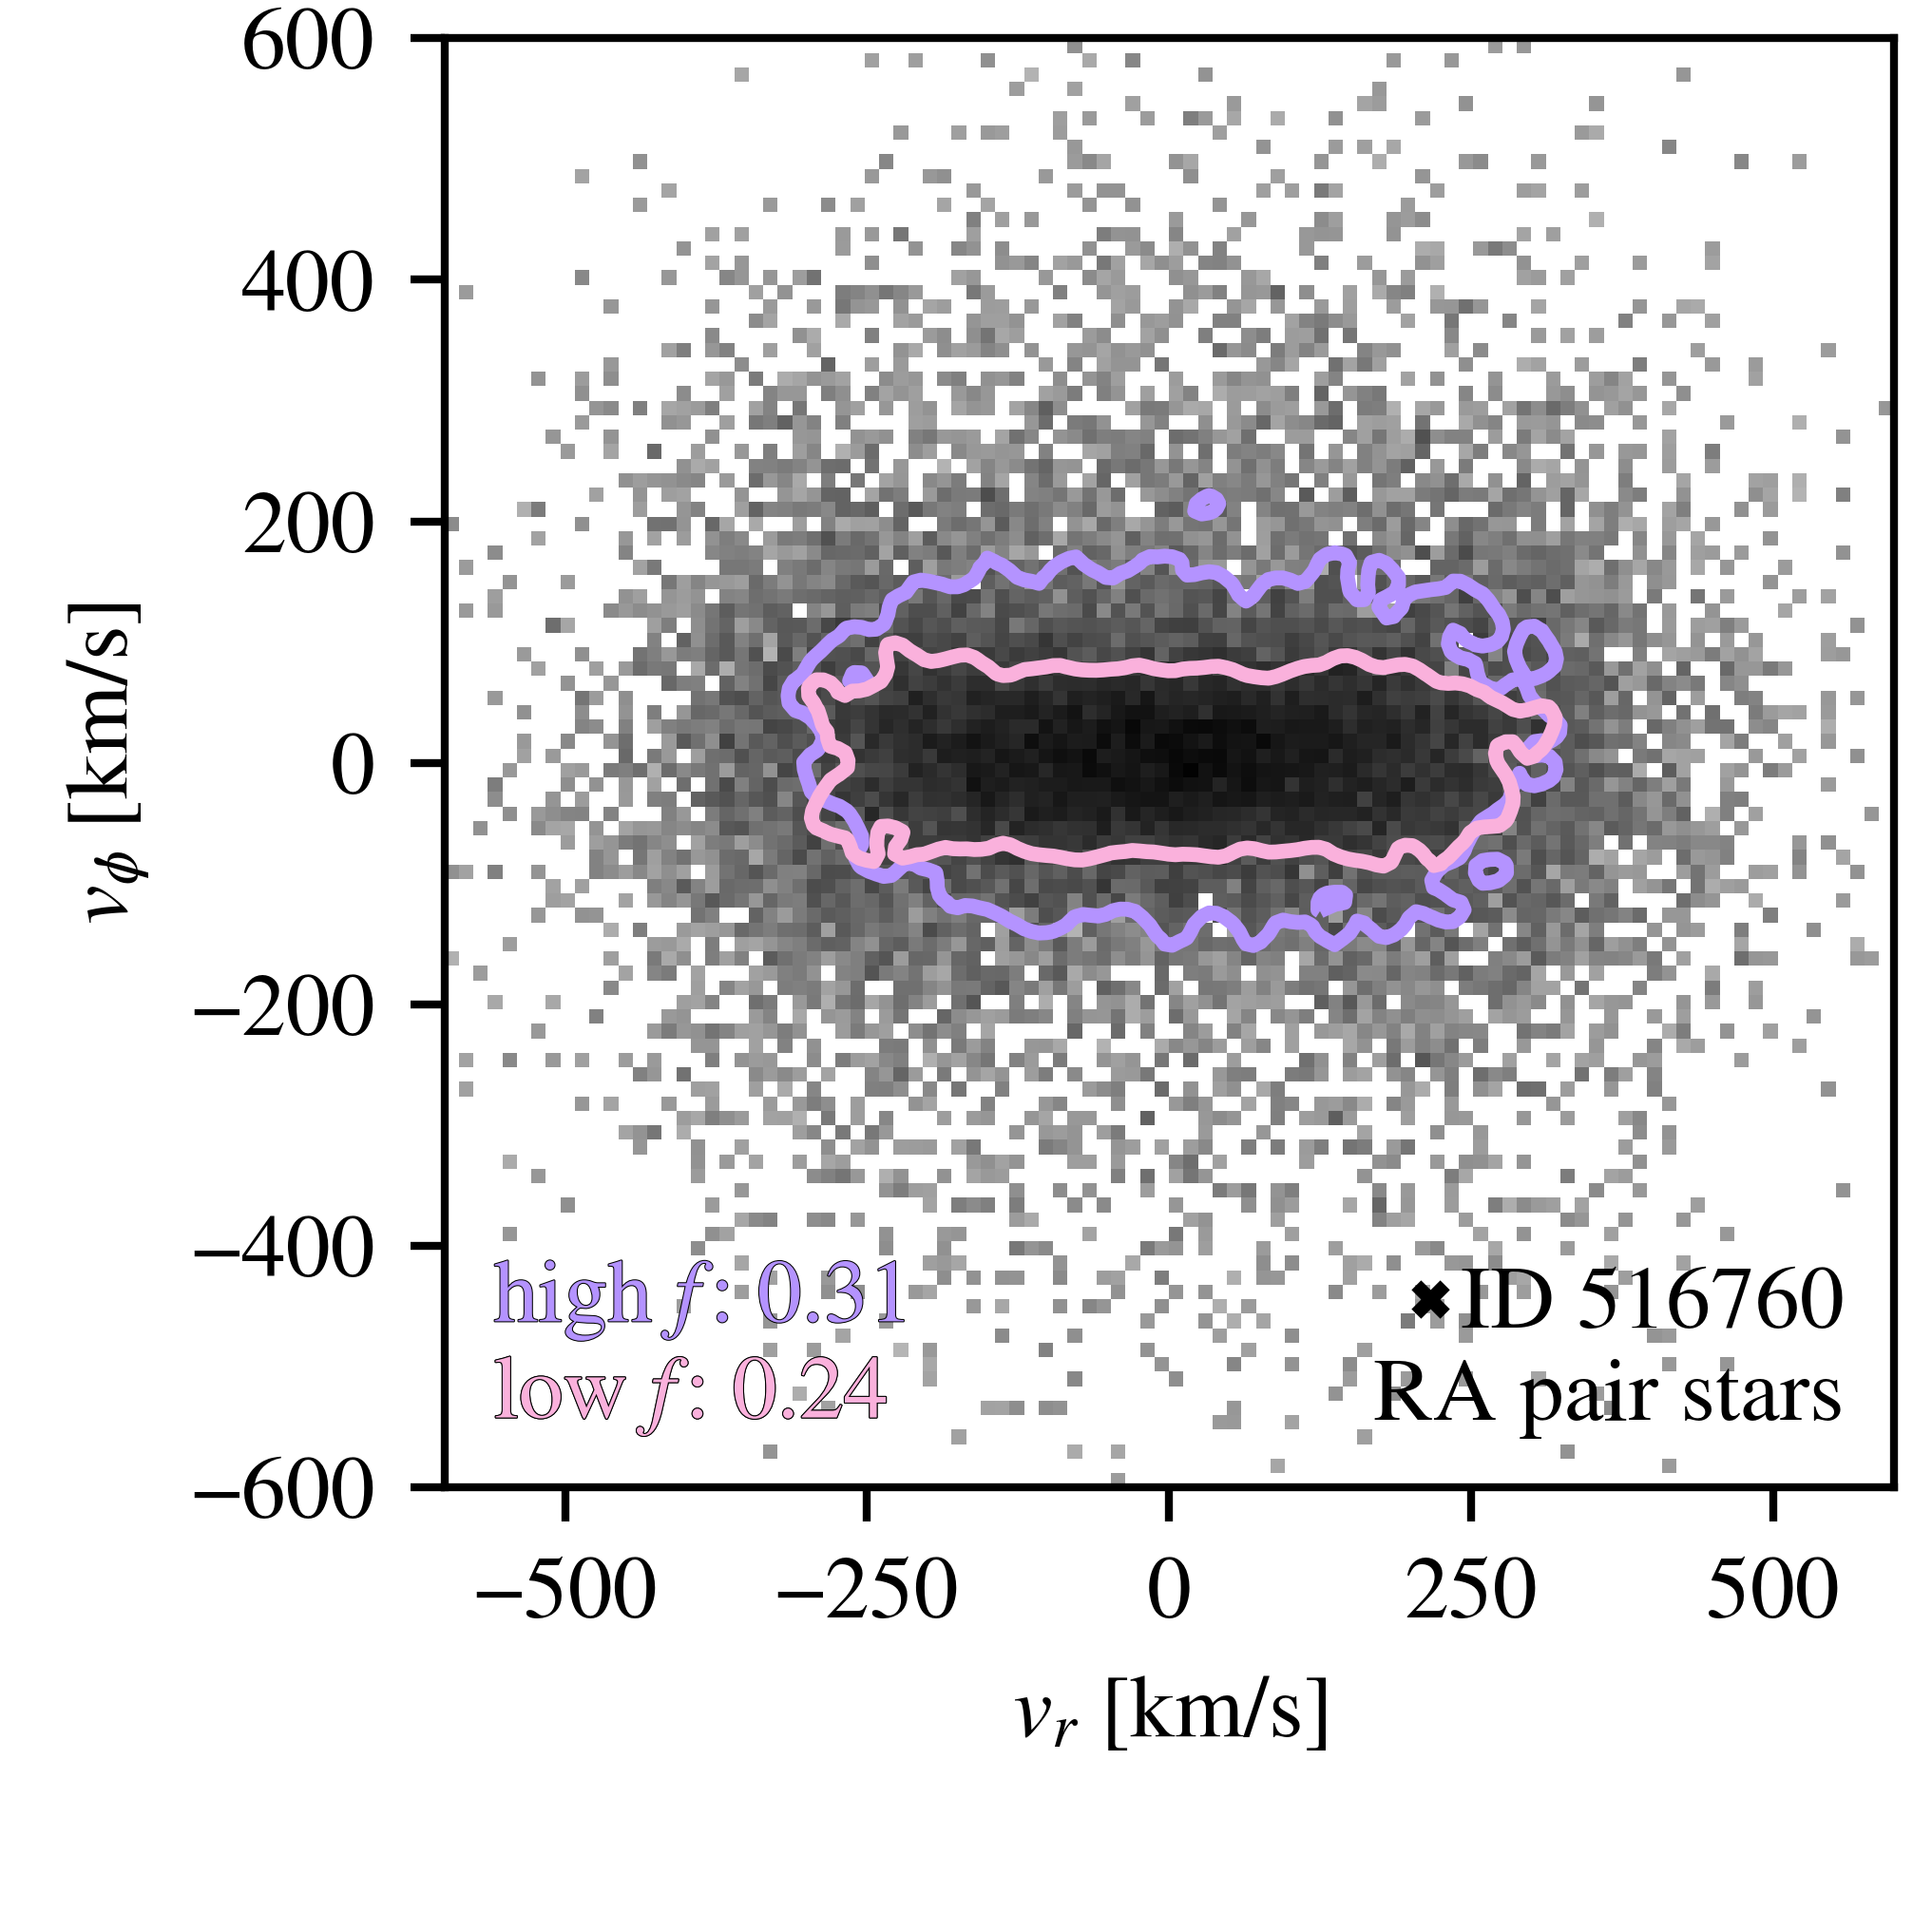 600
400
200
0
−200
−400
−600
v_ϕ [km/s]
high f: 0.31
low f: 0.24
✖ID 516760
RA pair stars
−500 −250 0 250 500
v_r [km/s]